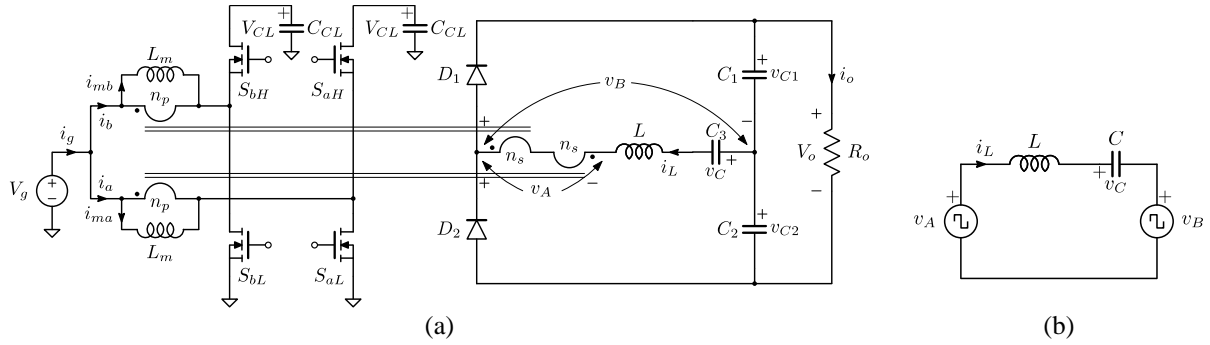 V_CL C_CL V_CL C_CL
L_m
i_mb n_p S_bH S_aH
i_b
i_g
V_g + −
i_a
i_ma n_p
L_m
S_bL S_aL
D_1 v_B C_1 + v_C1 i_o
+ −
n_s n_s L C_3
i_L v_C +
+ v_A −
V_o + − R_o
D_2 C_2 + v_C2
(a)
i_L L C
+ v_C
v_A + v_B +
(b)